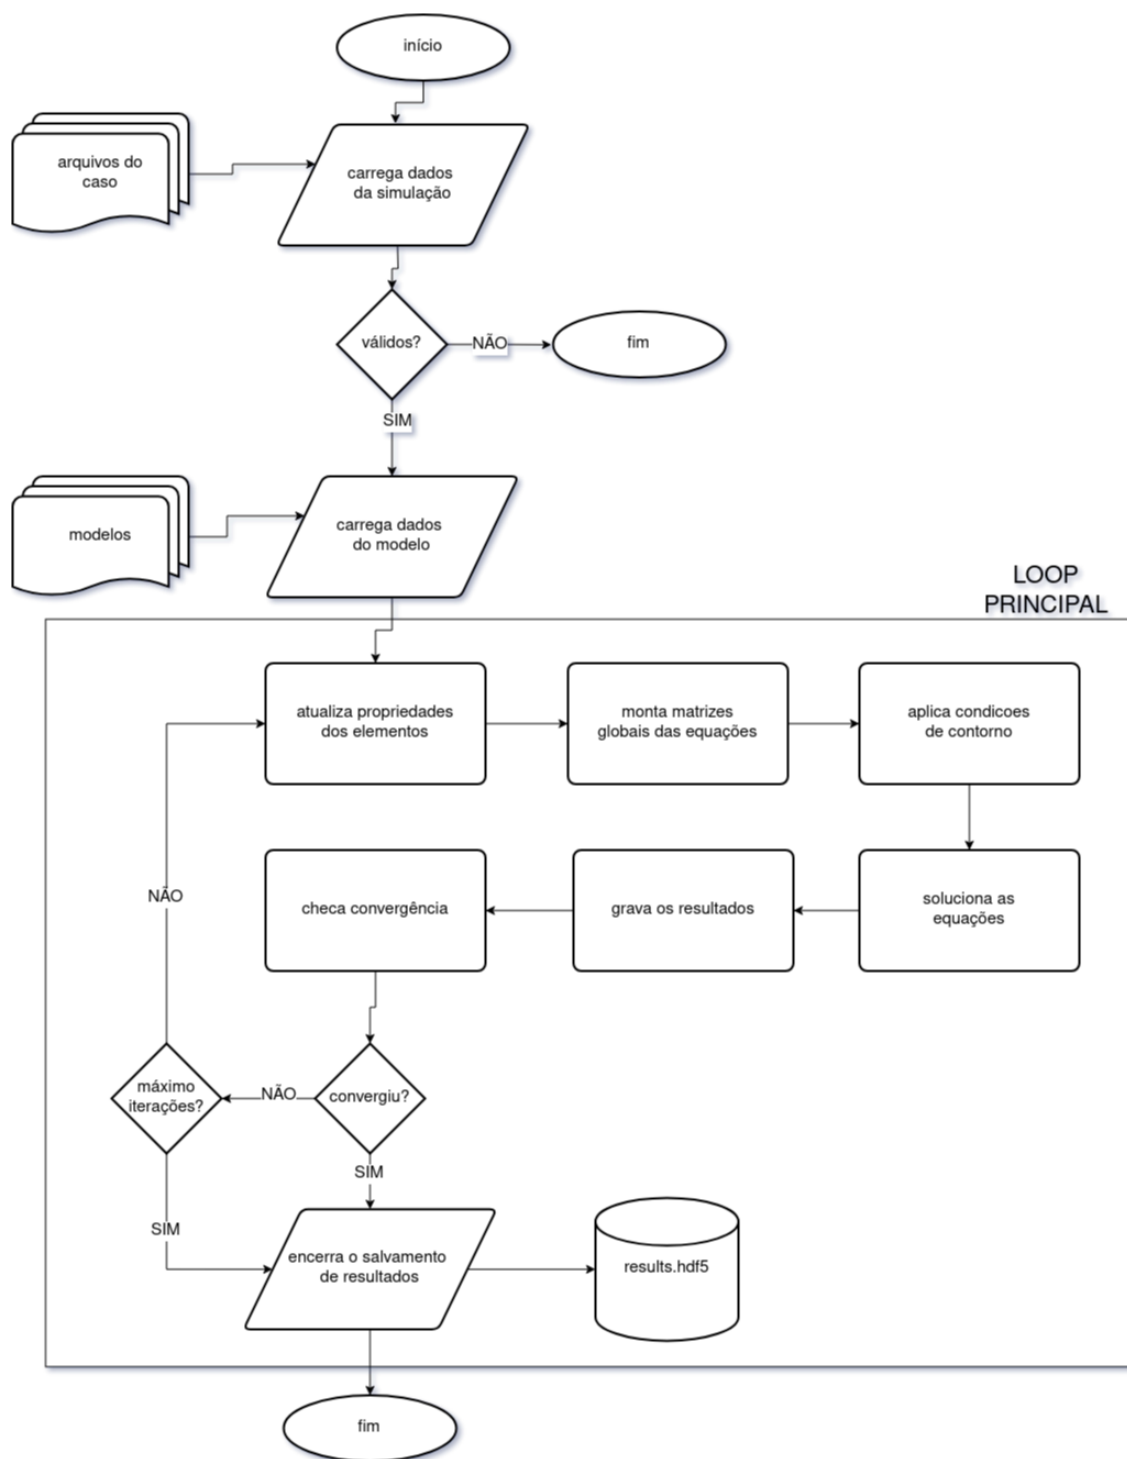 início
arquivos do
caso
carrega dados
da simulação
válidos?
NÃO
fim
SIM
modelos
carrega dados
do modelo
LOOP
PRINCIPAL
atualiza propriedades
dos elementos
monta matrizes
globais das equações
aplica condicoes
de contorno
checa convergência
grava os resultados
soluciona as
equações
NÃO
máximo
iterações?
NÃO
convergiu?
SIM
SIM
encerra o salvamento
de resultados
results.hdf5
fim